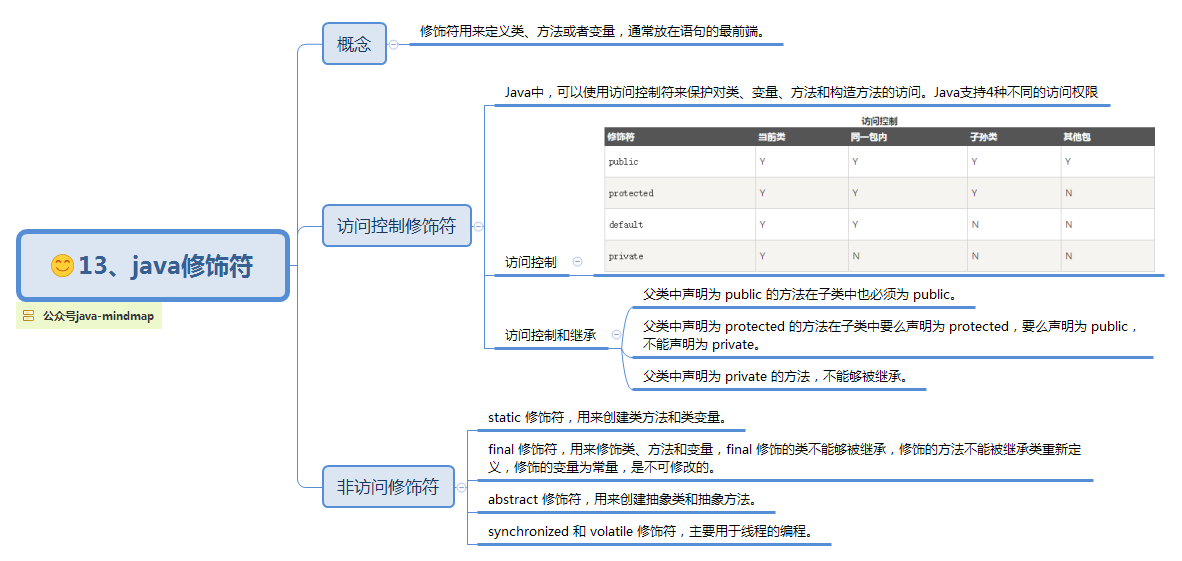 概念
修饰符用来定义类、方法或者变量，通常放在语句的最前端。
Java中，可以使用访问控制符来保护对类、变量、方法和构造方法的访问。Java支持4种不同的访问权限
访问控制
修饰符 当前类 同一包内 子孙类 其他包
public Y Y Y Y
protected Y Y Y N
default Y Y N N
private Y N N N
访问控制修饰符
访问控制
13、java修饰符
公众号java-mindmap
访问控制和继承
父类中声明为 public 的方法在子类中也必须为 public。
父类中声明为 protected 的方法在子类中要么声明为 protected，要么声明为 public，
不能声明为 private。
父类中声明为 private 的方法，不能够被继承。
非访问修饰符
static 修饰符，用来创建类方法和类变量。
final 修饰符，用来修饰类、方法和变量，final 修饰的类不能够被继承，修饰的方法不能被继承类重新定
义，修饰的变量为常量，是不可修改的。
abstract 修饰符，用来创建抽象类和抽象方法。
synchronized 和 volatile 修饰符，主要用于线程的编程。